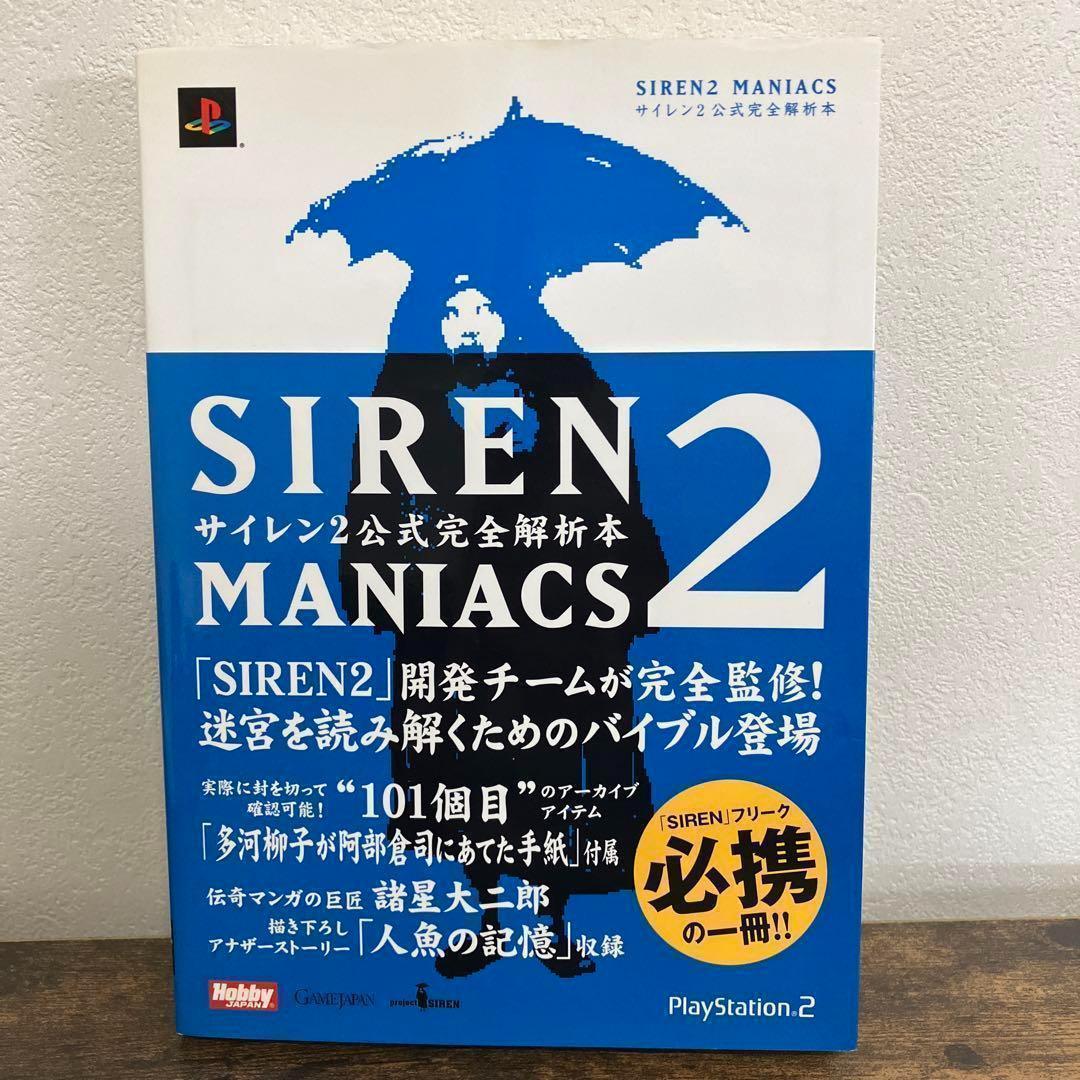 SIREN2 MANIACS
サイレン2公式完全解析本
SIREN2
サイレン2公式完全解析本
MANIACS
「SIREN2」開発チームが完全監修!
迷宮を読み解くためのバイブル登場
実際に封を切って
確認可能!
“101個目”のアーカイブ
アイテム
「多河柳子が阿部倉司にあてた手紙」付属
伝奇マンガの巨匠 諸星大二郎
描き下ろし
アナザーストーリー「人魚の記憶」収録
「SIREN」フリーク
必携
の一冊!!
Hobby
JAPAN
GAMEJAPAN
project SIREN
PlayStation®2